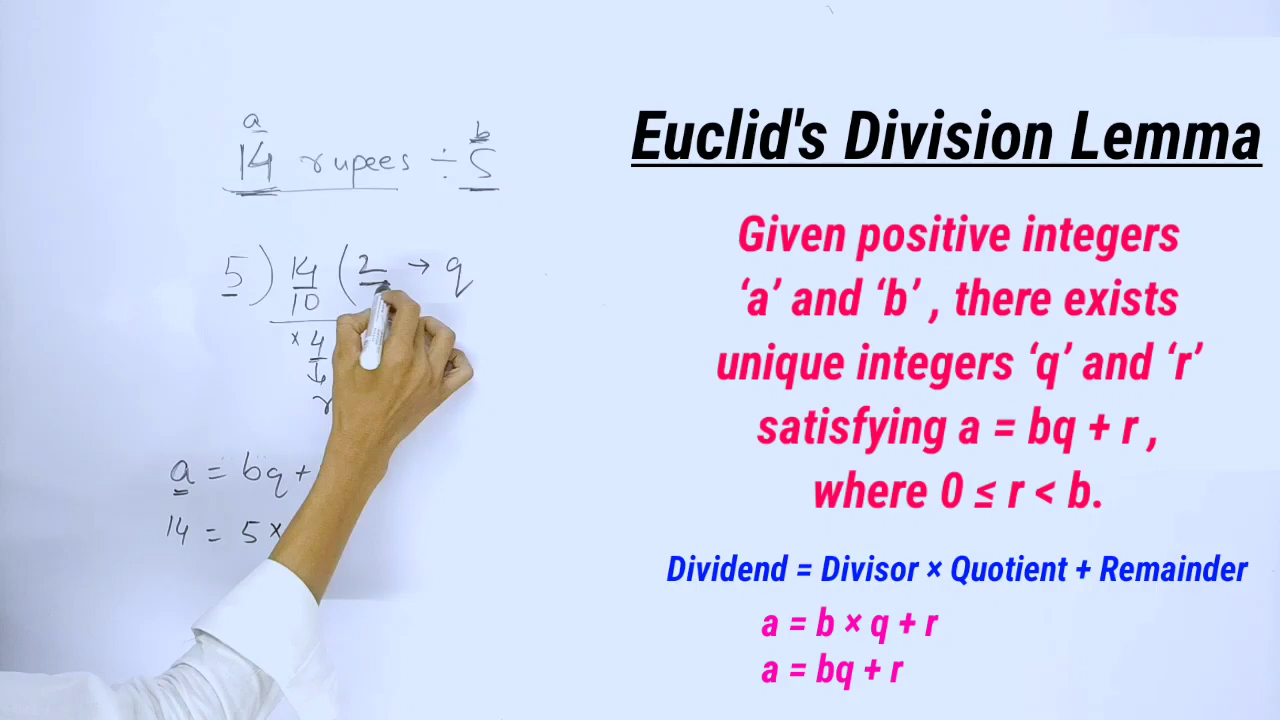 a
b
14 rupees ÷ 5
5 ) 14 ( 2 → q
10
× 4
r
a = bq +
14 = 5 ×
Euclid's Division Lemma
Given positive integers
‘a’ and ‘b’ , there exists
unique integers ‘q’ and ‘r’
satisfying a = bq + r ,
where 0 ≤ r < b.
Dividend = Divisor × Quotient + Remainder
a = b × q + r
a = bq + r